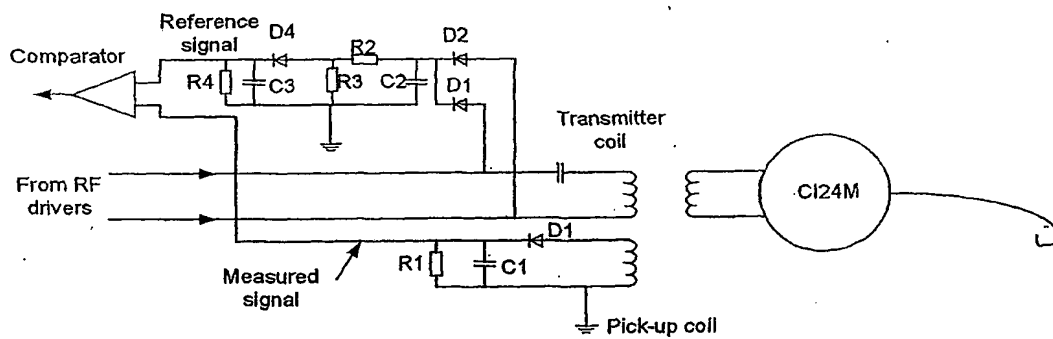 Reference
signal
Comparator
D4
R2
D2
R4
C3
R3
C2
D1
Transmitter
coil
From RF
drivers
CI24M
D1
R1
C1
Measured
signal
Pick-up coil